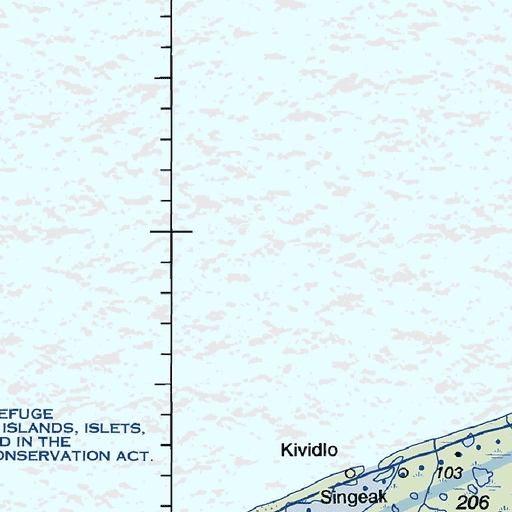 EFUGE
ISLANDS, ISLETS,
D IN THE
ONSERVATION ACT.
Kividlo
Singeak
103
206